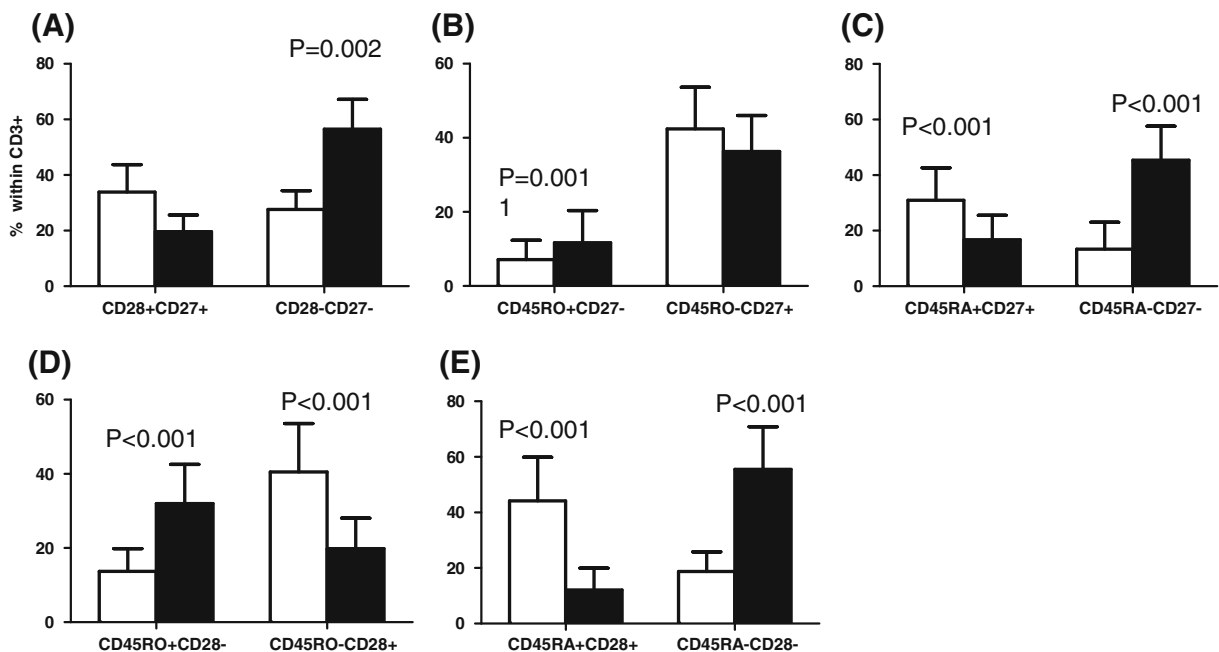 (A)
P=0.002
% within CD3+
80
60
40
20
0
CD28+CD27+ CD28-CD27-
(B)
P=0.001
1
60
40
20
0
CD45RO+CD27- CD45RO-CD27+
(C)
P<0.001
P<0.001
80
60
40
20
0
CD45RA+CD27+ CD45RA-CD27-
(D)
P<0.001
P<0.001
60
40
20
0
CD45RO+CD28- CD45RO-CD28+
(E)
P<0.001
P<0.001
80
60
40
20
0
CD45RA+CD28+ CD45RA-CD28-